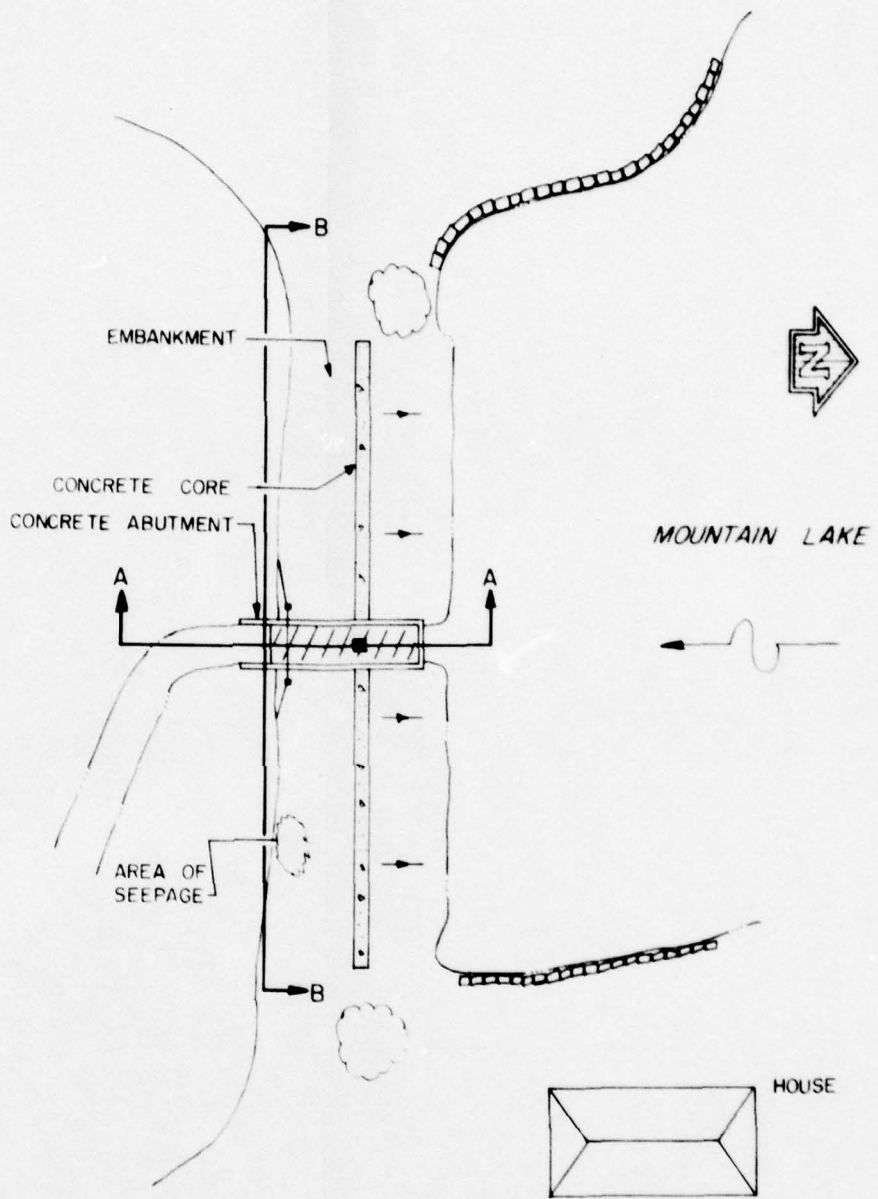 B
EMBANKMENT
N
CONCRETE CORE
CONCRETE ABUTMENT
MOUNTAIN LAKE
A
A
AREA OF
SEEPAGE
B
HOUSE